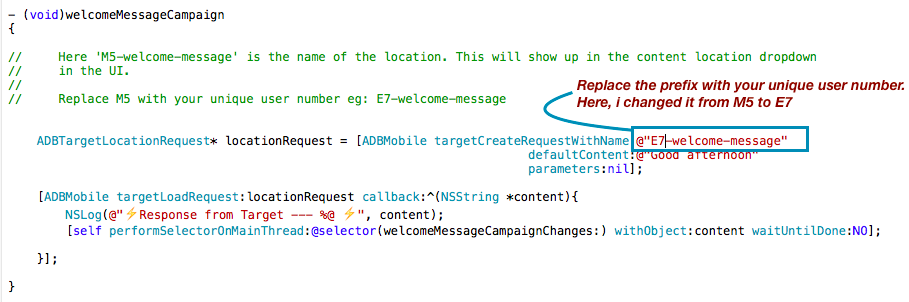 - (void)welcomeMessageCampaign
{
// Here 'M5-welcome-message' is the name of the location. This will show up in the content location dropdown
// in the UI.
//
// Replace M5 with your unique user number eg: E7-welcome-message
Replace the prefix with your unique user number.
Here, i changed it from M5 to E7
ADBTargetLocationRequest* locationRequest = [ADBMobile targetCreateRequestWithName:@"E7-welcome-message"
defaultContent:@"Good afternoon"
parameters:nil];
[ADBMobile targetLoadRequest:locationRequest callback:^(NSString *content){
NSLog(@"⚡Response from Target --- %@ ⚡", content);
[self performSelectorOnMainThread:@selector(welcomeMessageCampaignChanges:) withObject:content waitUntilDone:NO];
}];
}